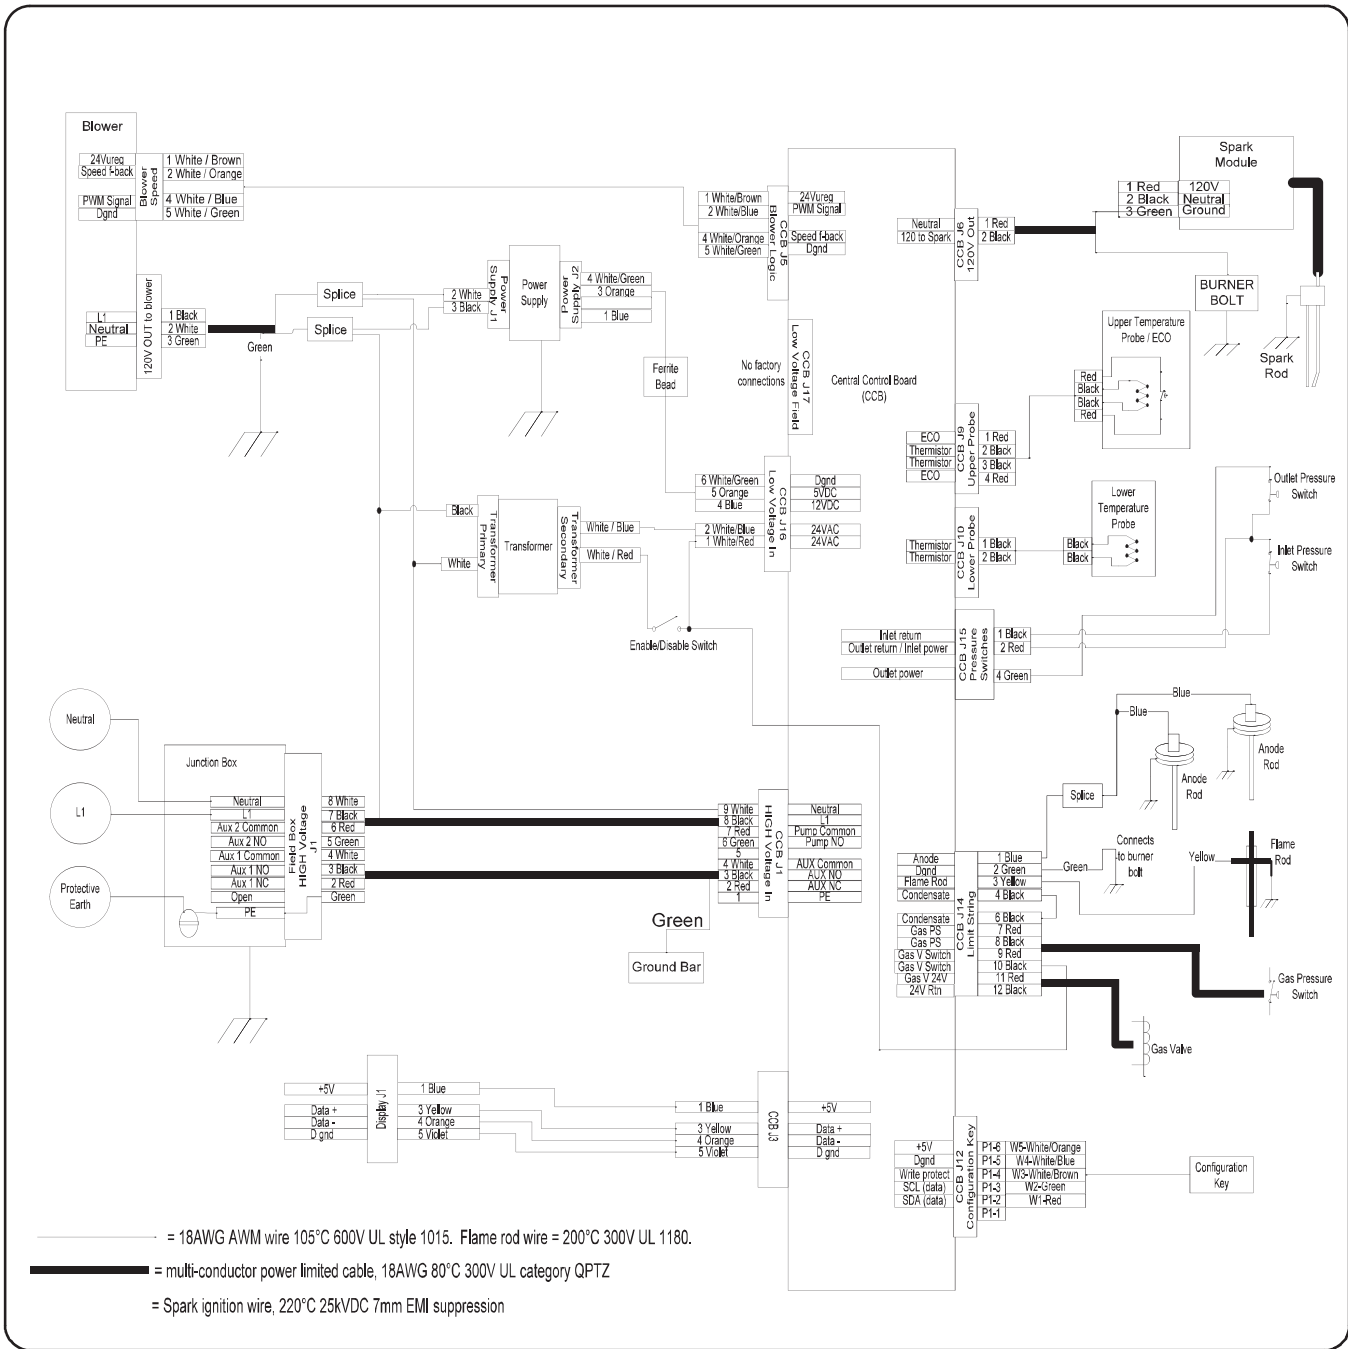 Blower
24Vureg
Speed f-back
PWM Signal
Dgnd
Blower
Speed
1 White / Brown
2 White / Orange
4 White / Blue
5 White / Green
L1
Neutral
PE
120V OUT to blower
1 Black
2 White
3 Green
Green
Splice
Splice
2 White
3 Black
Power
Supply J1
Power
Supply
Power
Supply J2
4 White/Green
3 Orange
1 Blue
Ferrite
Bead
Black
White
Transformer
Primary
Transformer
Transformer
Secondary
White / Blue
White / Red
Enable/Disable Switch
1 White/Brown
2 White/Blue
4 White/Orange
5 White/Green
CCB J5
Blower Logic
24Vureg
PWM Signal
Speed f-back
Dgnd
No factory
connections
CCB J17
Low Voltage Field
Central Control Board
(CCB)
6 White/Green
5 Orange
4 Blue
2 White/Blue
1 White/Red
CCB J16
Low Voltage In
Dgnd
5VDC
12VDC
24VAC
24VAC
Neutral
120 to Spark
CCB J6
120V Out
1 Red
2 Black
Spark
Module
1 Red
2 Black
3 Green
120V
Neutral
Ground
BURNER
BOLT
Spark
Rod
Upper Temperature
Probe / ECO
Red
Black
Black
Red
ECO
Thermistor
Thermistor
ECO
CCB J9
Upper Probe
1 Red
2 Black
3 Black
4 Red
Lower
Temperature
Probe
Black
Black
Thermistor
Thermistor
CCB J10
Lower Probe
1 Black
2 Black
Outlet Pressure
Switch
Inlet Pressure
Switch
Inlet return
Outlet return / Inlet power
Outlet power
CCB J15
Pressure
Switches
1 Black
2 Red
4 Green
Neutral
L1
Protective
Earth
Junction Box
Neutral
L1
Aux 2 Common
Aux 2 NO
Aux 1 Common
Aux 1 NO
Aux 1 NC
Open
PE
Field Box
HIGH Voltage
J1
8 White
7 Black
6 Red
5 Green
4 White
3 Black
2 Red
Green
9 White
8 Black
7 Red
6 Green
5
4 White
3 Black
2 Red
1
CCB J1
HIGH Voltage In
Neutral
L1
Pump Common
Pump NO
AUX Common
AUX NO
AUX NC
PE
Green
Ground Bar
Blue
Blue
Anode
Rod
Anode
Rod
Splice
Connects
to burner
bolt
Green
Yellow
Flame
Rod
Anode
Dgnd
Flame Rod
Condensate
Condensate
Gas PS
Gas PS
Gas V Switch
Gas V Switch
Gas V 24V
24V Rtn
CCB J14
Limit String
1 Blue
2 Green
3 Yellow
4 Black
6 Black
7 Red
8 Black
9 Red
10 Black
11 Red
12 Black
Gas Pressure
Switch
Gas Valve
+5V
Data +
Data -
D gnd
Display J1
1 Blue
3 Yellow
4 Orange
5 Violet
1 Blue
3 Yellow
4 Orange
5 Violet
CCB J3
+5V
Data +
Data -
D gnd
+5V
Dgnd
Write protect
SCL (data)
SDA (data)
CCB J12
Configuration Key
P1-6
P1-5
P1-4
P1-3
P1-2
P1-1
W5-White/Orange
W4-White/Blue
W3-White/Brown
W2-Green
W1-Red
Configuration
Key
= 18AWG AWM wire 105°C 600V UL style 1015. Flame rod wire = 200°C 300V UL 1180.
= multi-conductor power limited cable, 18AWG 80°C 300V UL category QPTZ
= Spark ignition wire, 220°C 25kVDC 7mm EMI suppression